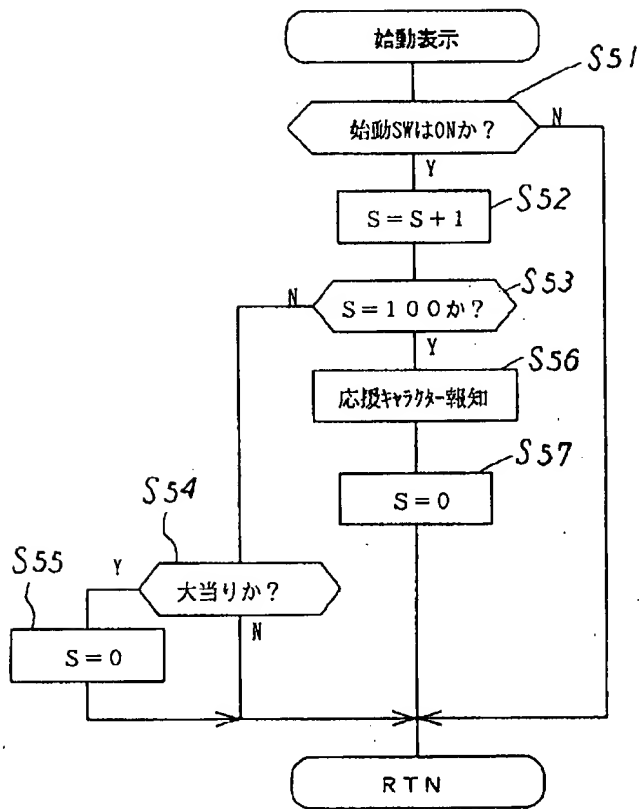 始動表示
S51
始動SWはONか?
N
Y
S52
S=S+1
S53
N
S=100か?
Y
S56
応援キャラクター報知
S57
S=0
S54
S55
Y
大当りか?
N
S=0
RTN